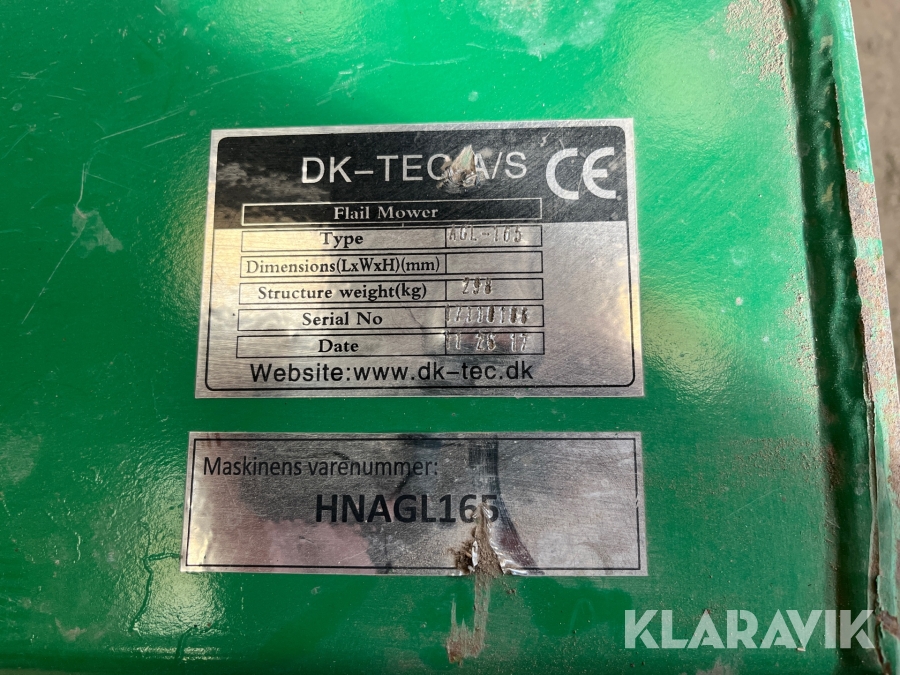 DK-TEC A/S CE
Flail Mower
Type AGL-165
Dimensions(LxWxH)(mm)
Structure weight(kg) 298
Serial No
Date
Website:www.dk-tec.dk
Maskinens varenummer:
HNAGL165
KLARAVIK